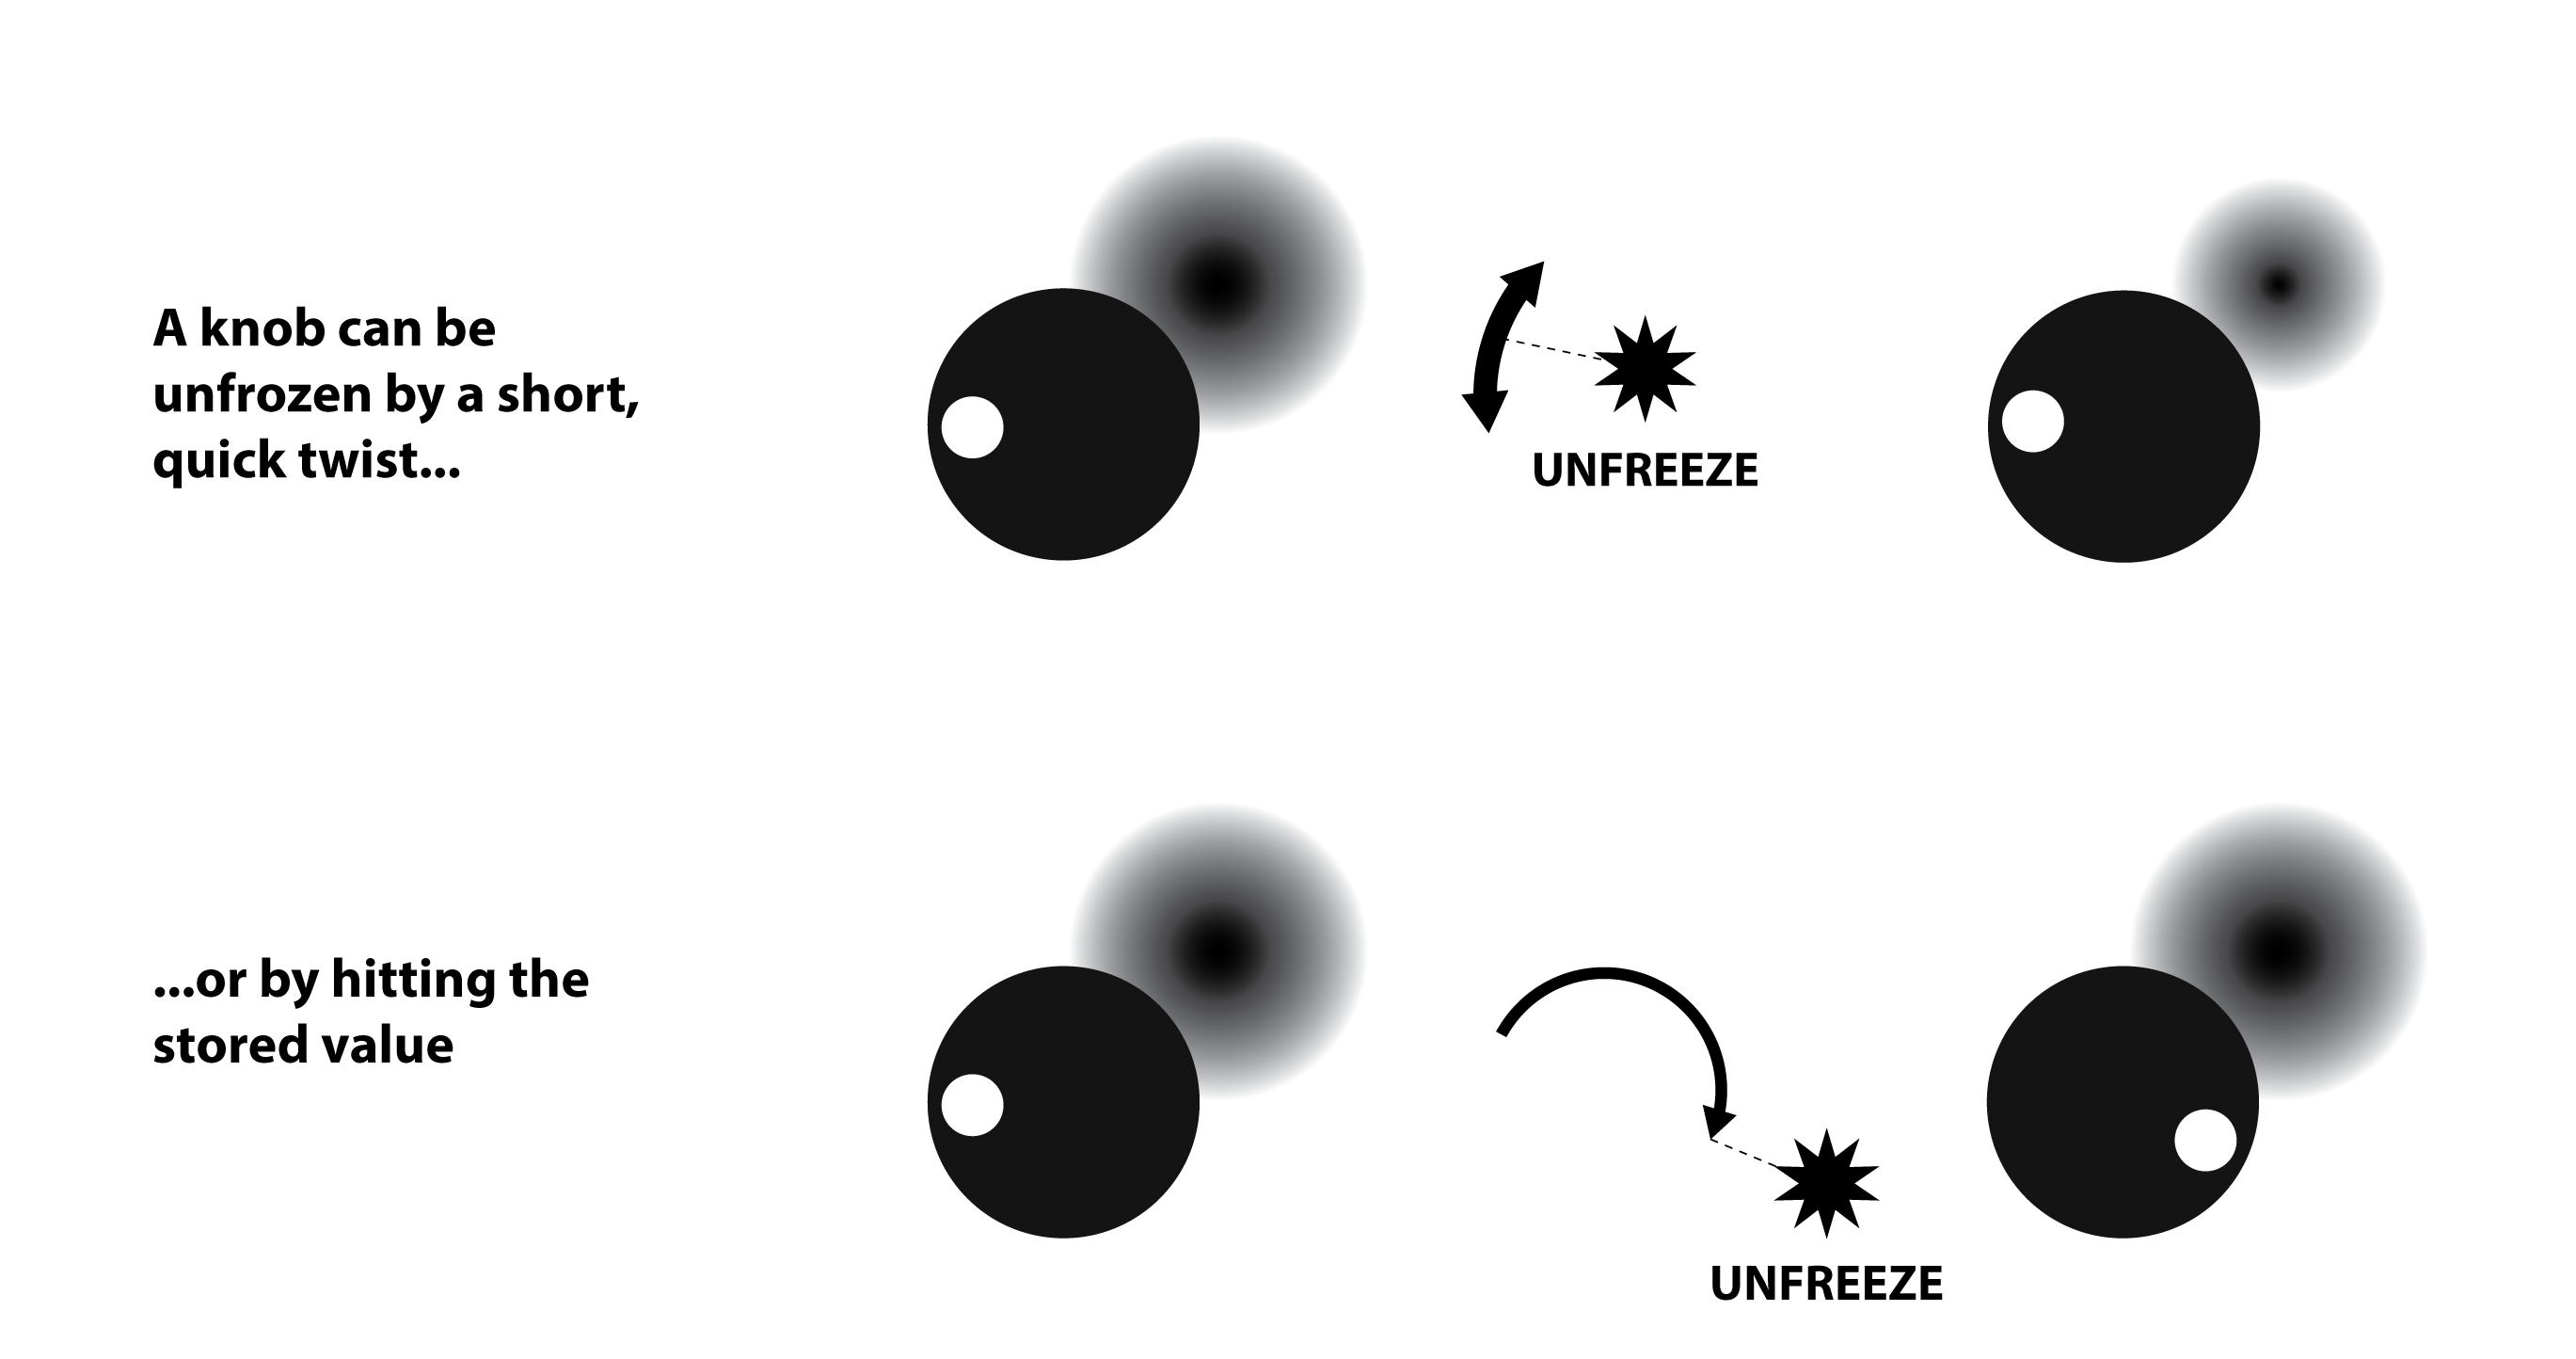 A knob can be
unfrozen by a short,
quick twist...
UNFREEZE
...or by hitting the
stored value
UNFREEZE